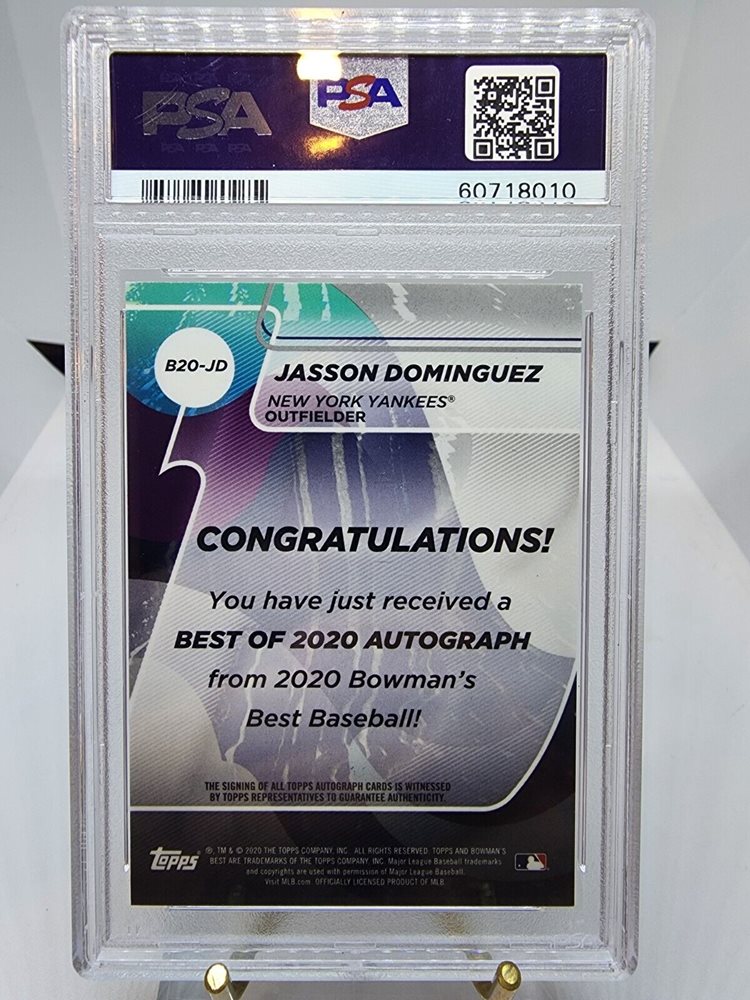 PSA
PSA
60718010
B20-JD
JASSON DOMINGUEZ
NEW YORK YANKEES®
OUTFIELDER
CONGRATULATIONS!
You have just received a
BEST OF 2020 AUTOGRAPH
from 2020 Bowman's
Best Baseball!
THE SIGNING OF ALL TOPPS AUTOGRAPH CARDS IS WITNESSED
BY TOPPS REPRESENTATIVES TO GUARANTEE AUTHENTICITY.
Topps
®, TM & © 2020 THE TOPPS COMPANY, INC. ALL RIGHTS RESERVED. TOPPS AND BOWMAN'S
BEST ARE TRADEMARKS OF THE TOPPS COMPANY, INC. Major League Baseball trademarks
and copyrights are used with permission of Major League Baseball.
Visit MLB.com. OFFICIALLY LICENSED PRODUCT OF MLB